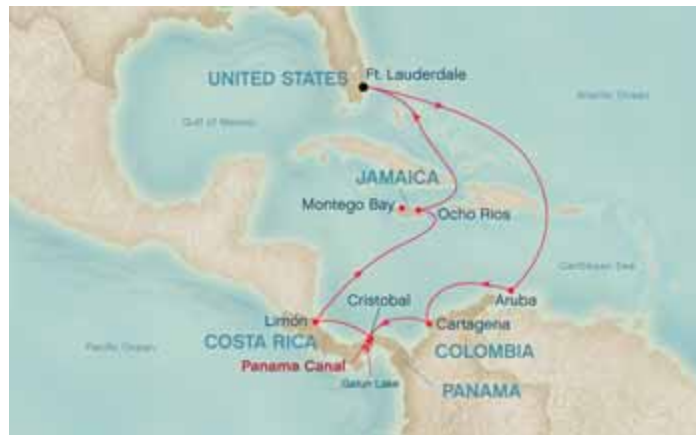 UNITED STATES
Ft. Lauderdale
Atlantic Ocean
Gulf of Mexico
JAMAICA
Montego Bay
Ocho Rios
Caribbean Sea
Cristobal
Aruba
Limón
Cartagena
COSTA RICA
Pacific Ocean
COLOMBIA
Panama Canal
Gatun Lake
PANAMA